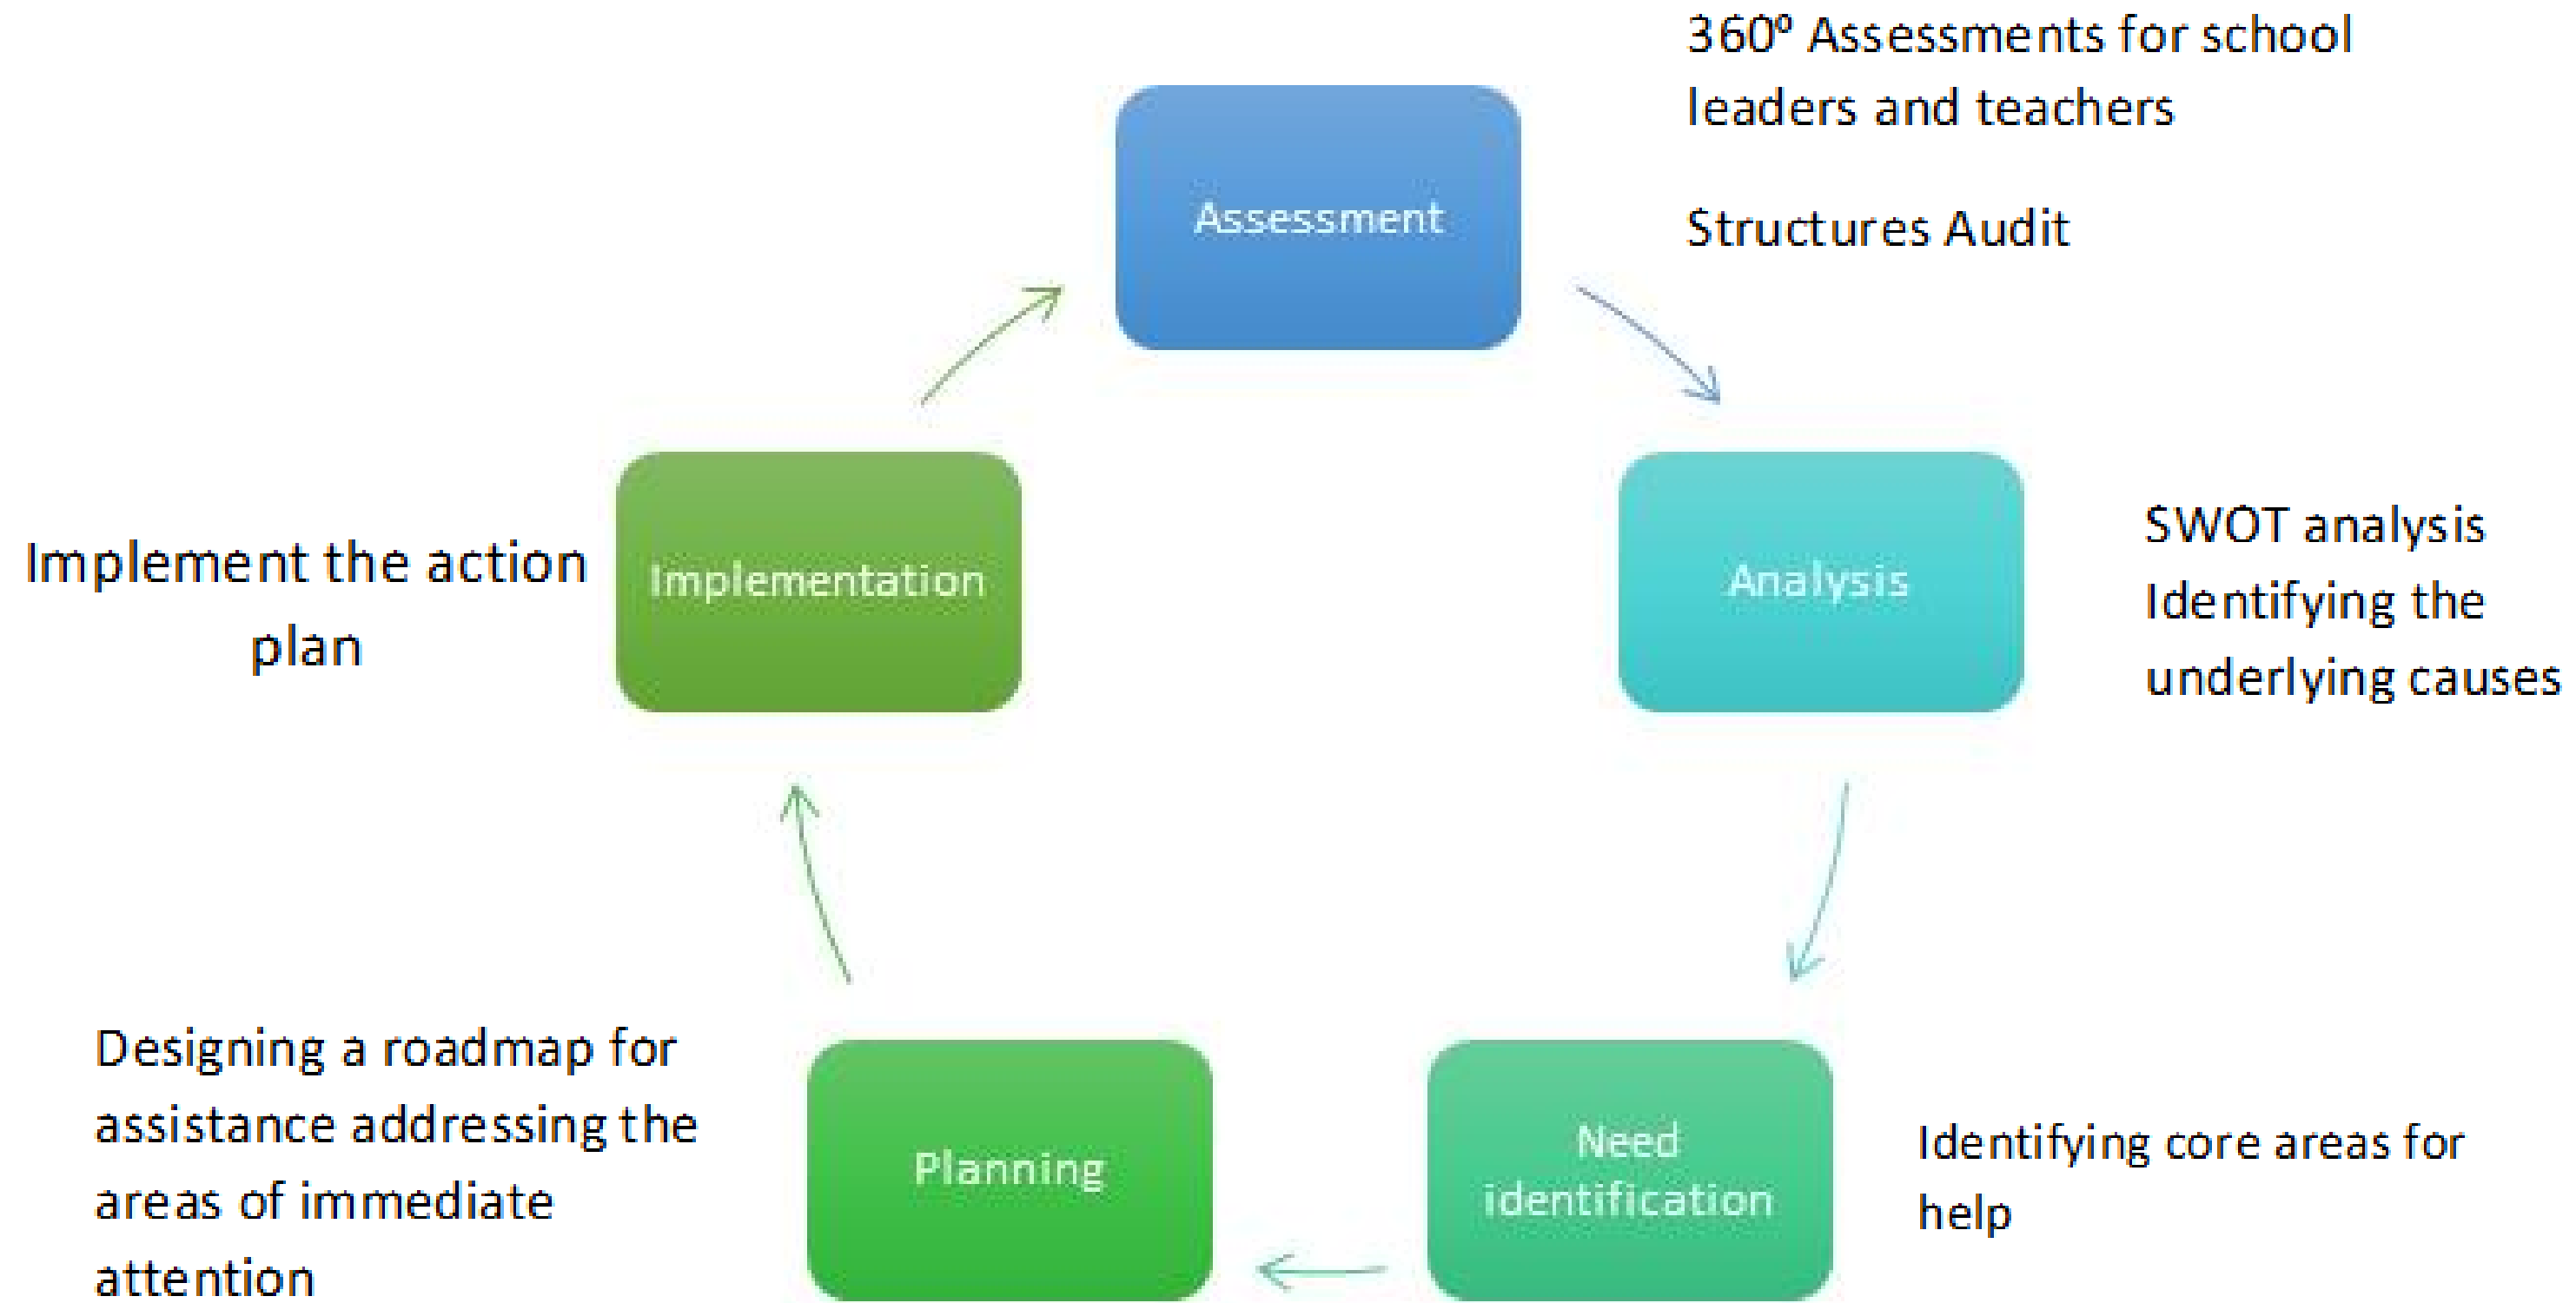 360º Assessments for school
leaders and teachers
Structures Audit
Assessment
Analysis
SWOT analysis
Identifying the
underlying causes
Need
identification
Identifying core areas for
help
Planning
Designing a roadmap for
assistance addressing the
areas of immediate
attention
Implementation
Implement the action
plan